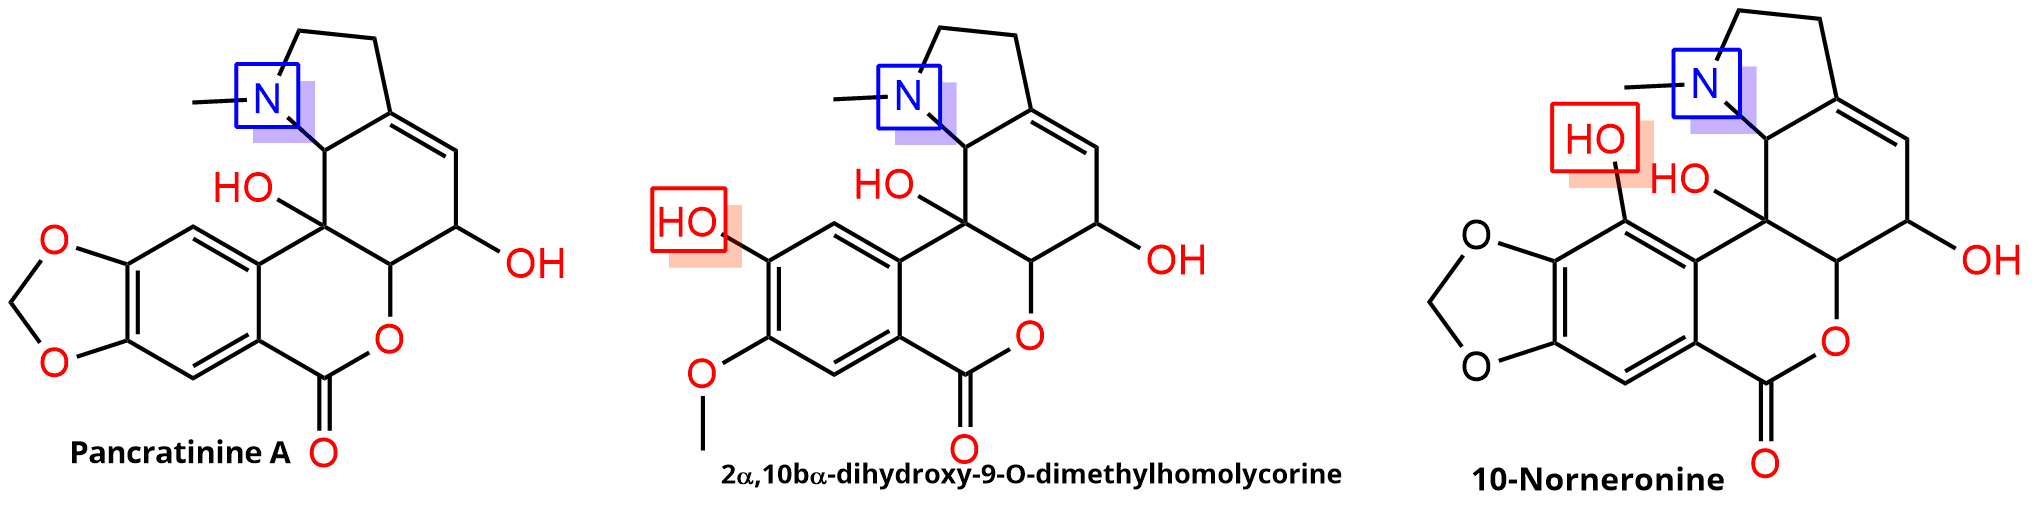 N
HO
O
O
OH
O
O
Pancratinine A
N
HO
HO
OH
O
O
O
2α,10bα-dihydroxy-9-O-dimethylhomolycorine
N
HO
HO
O
O
OH
O
O
10-Norneronine